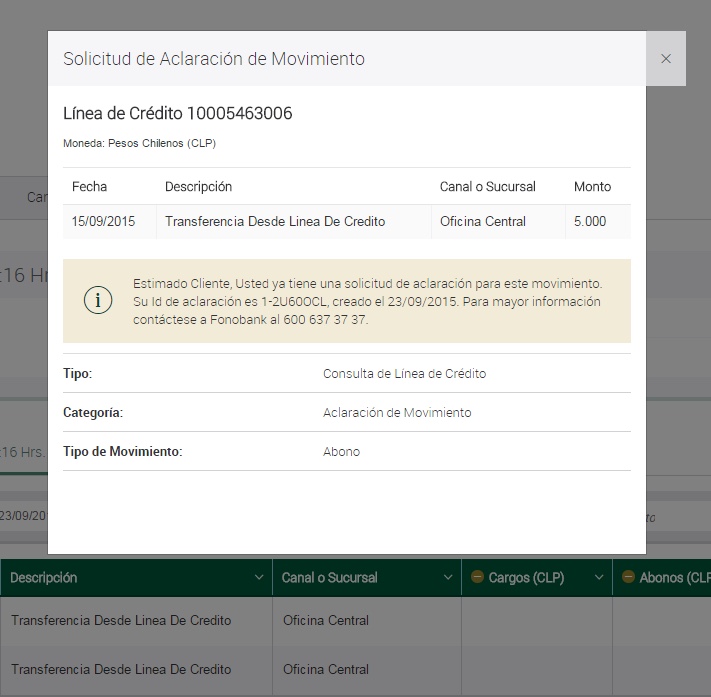 Solicitud de Aclaración de Movimiento
Línea de Crédito 10005463006
Moneda: Pesos Chilenos (CLP)
Fecha Descripción Canal o Sucursal Monto
15/09/2015 Transferencia Desde Linea De Credito Oficina Central 5.000
Estimado Cliente, Usted ya tiene una solicitud de aclaración para este movimiento.
Su Id de aclaración es 1-2U60OCL, creado el 23/09/2015. Para mayor información
contáctese a Fonobank al 600 637 37 37.
Tipo: Consulta de Línea de Crédito
Categoría: Aclaración de Movimiento
Tipo de Movimiento: Abono
Car
:16 Hr
:16 Hrs.
23/09/20
Descripción Canal o Sucursal Cargos (CLP) Abonos (CLP
Transferencia Desde Linea De Credito Oficina Central
Transferencia Desde Linea De Credito Oficina Central